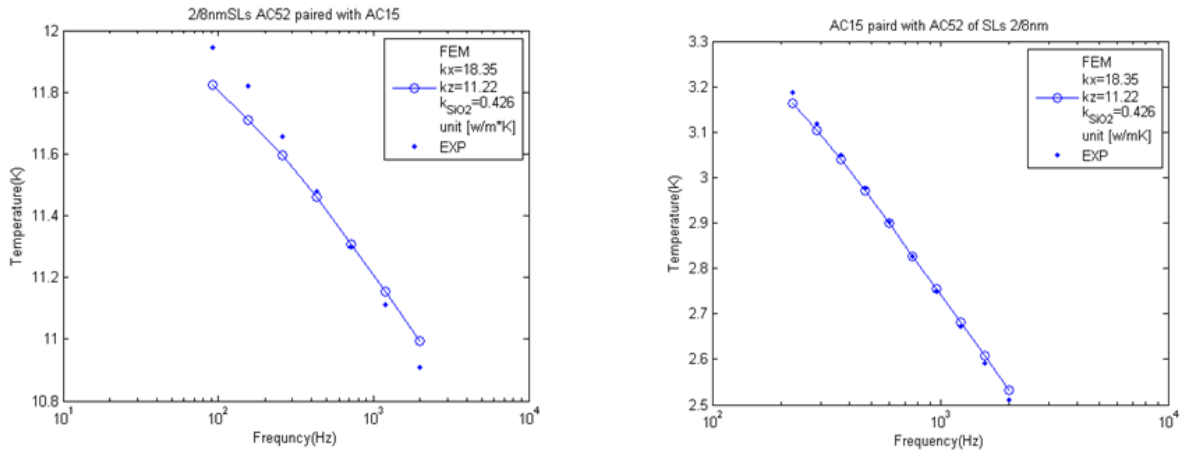 2/8nmSLs AC52 paired with AC15
12
11.8
11.6
11.4
11.2
11
10.8
10^1
10^2
10^3
10^4
Temperature(K)
Frequncy(Hz)
FEM
kx=18.35
kz=11.22
k_SiO2=0.426
unit [w/m*K]
EXP
AC15 paird with AC52 of SLs 2/8nm
3.3
3.2
3.1
3
2.9
2.8
2.7
2.6
2.5
10^2
10^3
10^4
Temperature(K)
Frequency(Hz)
FEM
kx=18.35
kz=11.22
k_SiO2=0.426
unit [w/mK]
EXP